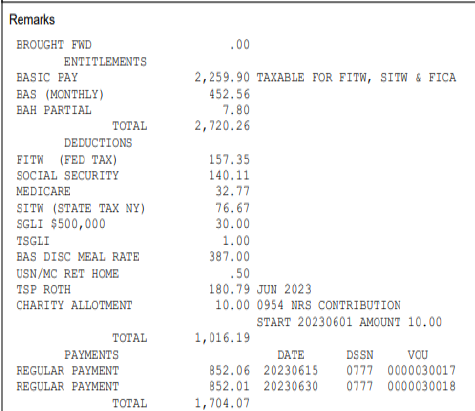 Remarks
BROUGHT FWD .00
ENTITLEMENTS
BASIC PAY 2,259.90 TAXABLE FOR FITW, SITW & FICA
BAS (MONTHLY) 452.56
BAH PARTIAL 7.80
TOTAL 2,720.26
DEDUCTIONS
FITW (FED TAX) 157.35
SOCIAL SECURITY 140.11
MEDICARE 32.77
SITW (STATE TAX NY) 76.67
SGLI $500,000 30.00
TSGLI 1.00
BAS DISC MEAL RATE 387.00
USN/MC RET HOME .50
TSP ROTH 180.79 JUN 2023
CHARITY ALLOTMENT 10.00 0954 NRS CONTRIBUTION
START 20230601 AMOUNT 10.00
TOTAL 1,016.19
PAYMENTS DATE DSSN VOU
REGULAR PAYMENT 852.06 20230615 0777 0000030017
REGULAR PAYMENT 852.01 20230630 0777 0000030018
TOTAL 1,704.07